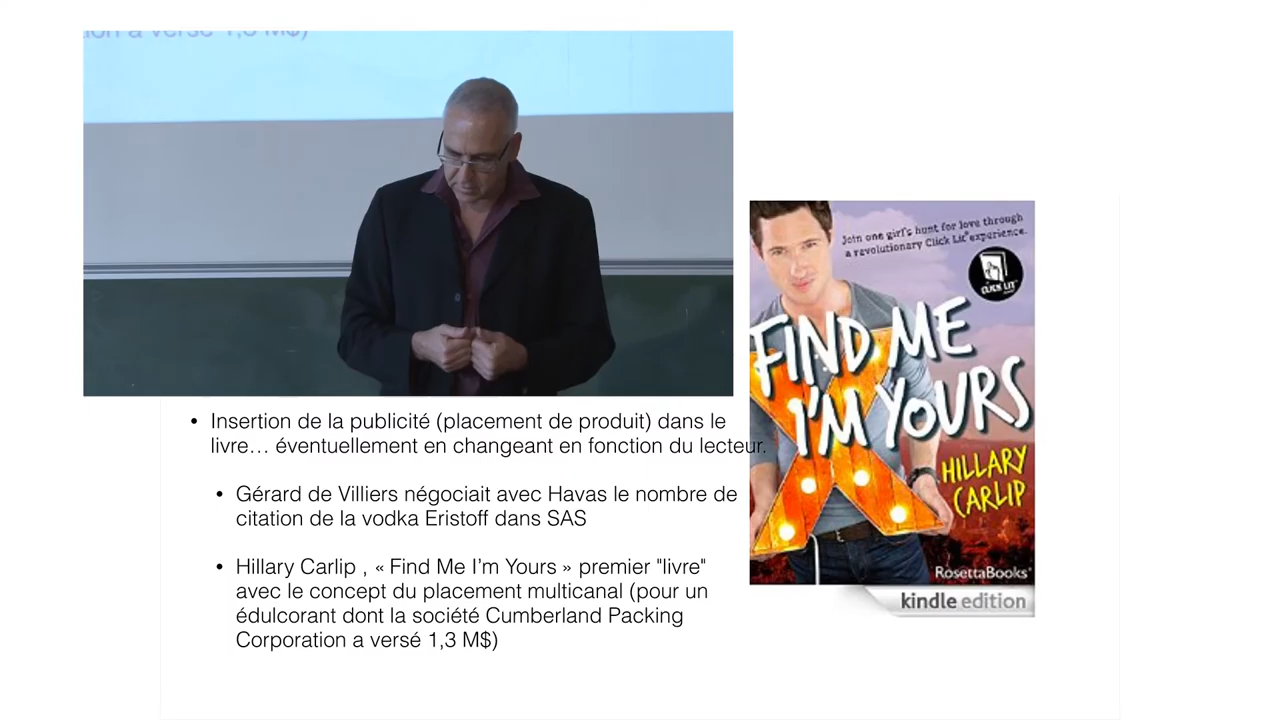 ion a versé 1,3 M$)
• Insertion de la publicité (placement de produit) dans le
livre… éventuellement en changeant en fonction du lecteur.
• Gérard de Villiers négociait avec Havas le nombre de
citation de la vodka Eristoff dans SAS
• Hillary Carlip , « Find Me I’m Yours » premier "livre"
avec le concept du placement multicanal (pour un
édulcorant dont la société Cumberland Packing
Corporation a versé 1,3 M$)
Join one girl's hunt for love through
a revolutionary Click Lit® experience.
CLICK LIT
FIND ME
I'M YOURS
HILLARY
CARLIP
RosettaBooks®
kindle edition